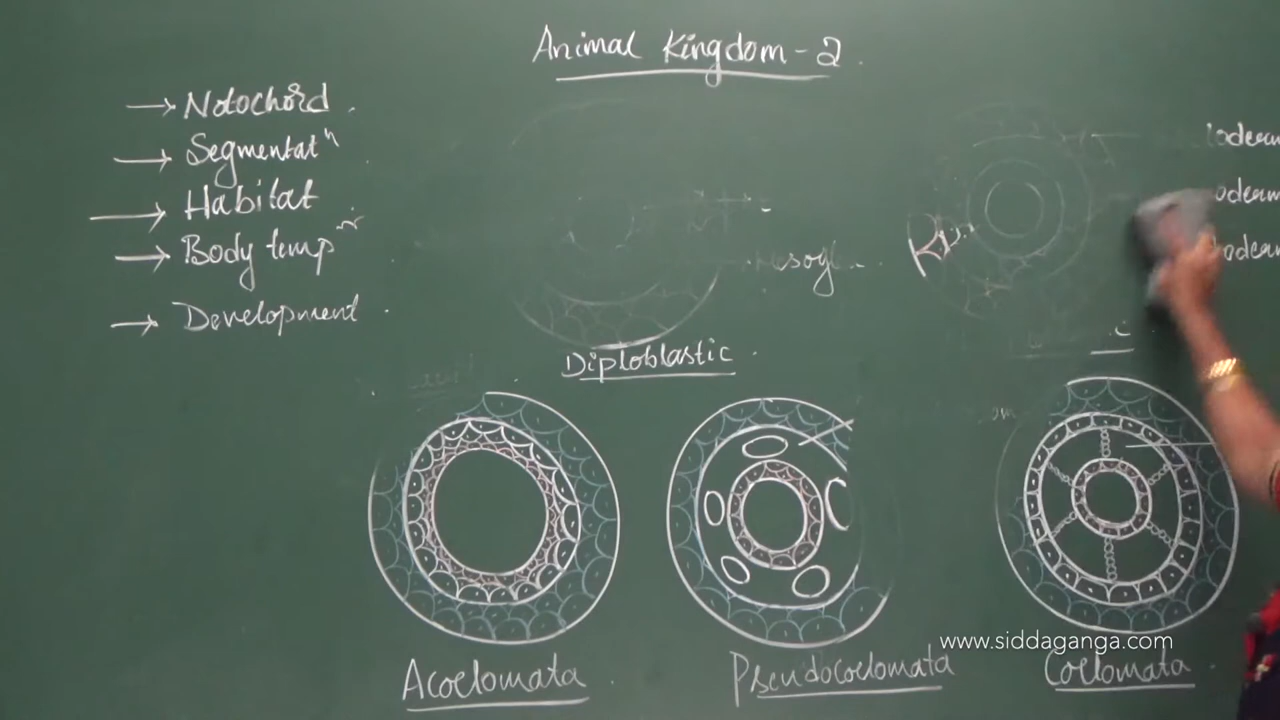 Animal Kingdom - 2.
→ Notochord.
→ Segmentatⁿ.
→ Habitat
→ Body temp
→ Development.
Diploblastic.
Acoelomata.
Pseudocoelomata
Coelomata.
www.siddaganga.com